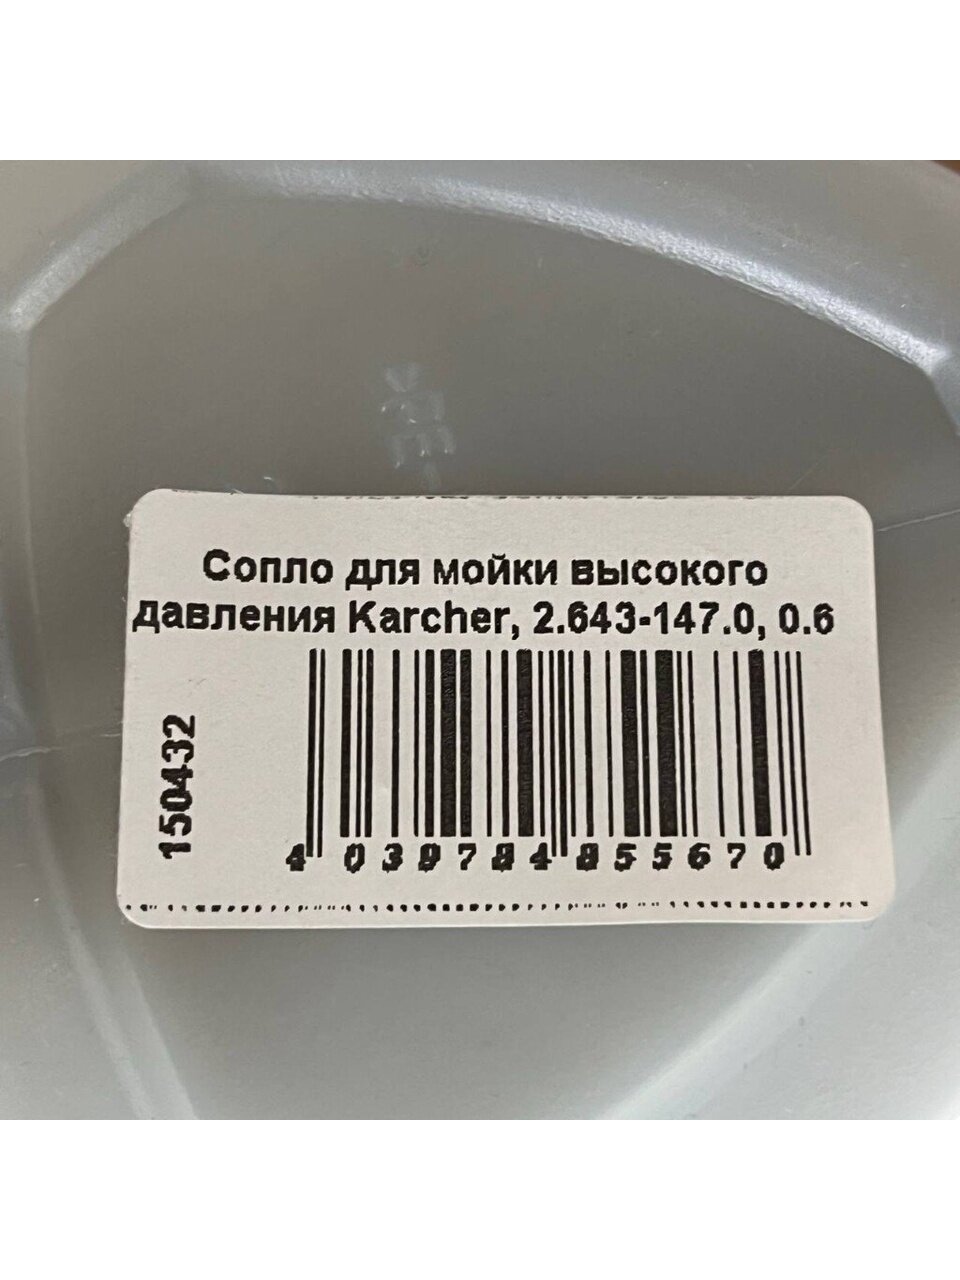 Сопло для мойки высокого
давления Karcher, 2.643-147.0, 0.6
150432
4 039784 855670